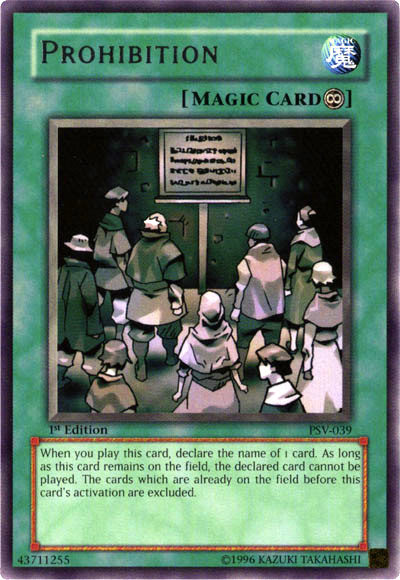 PROHIBITION
MAGIC
魔
[MAGIC CARD]
1st Edition
PSV-039
When you play this card, declare the name of 1 card. As long
as this card remains on the field, the declared card cannot be
played. The cards which are already on the field before this
card's activation are excluded.
43711255
©1996 KAZUKI TAKAHASHI